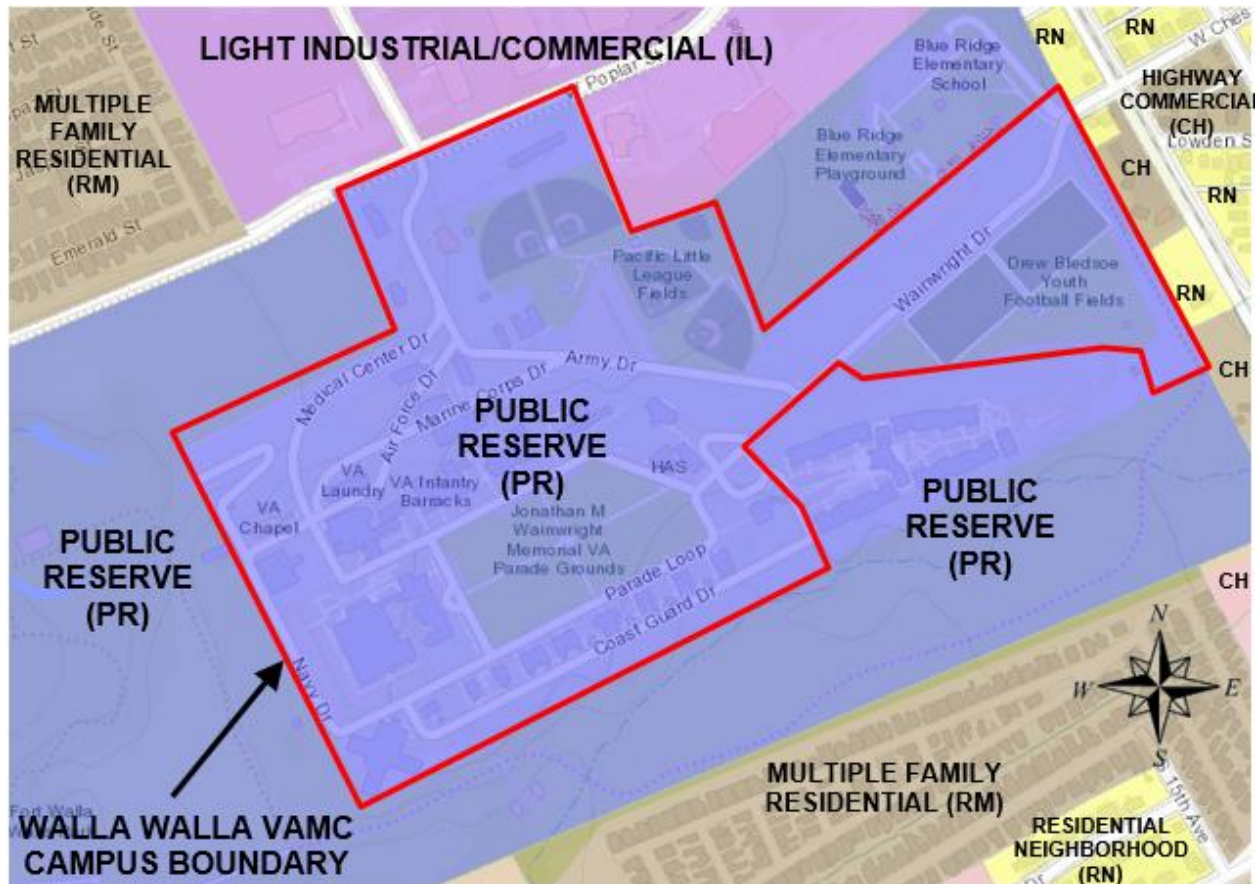 LIGHT INDUSTRIAL/COMMERCIAL (IL)
RN
RN
W Ches
Blue Ridge
Elementary
School
HIGHWAY
COMMERCIAL
(CH)
Lowden S
MULTIPLE
FAMILY
RESIDENTIAL
(RM)
Poplar St
Blue Ridge
Elementary
Playground
CH
RN
Emerald St
Pacific Little
League
Fields
Wainwright Dr
Drew Bledsoe
Youth
Football Fields
RN
Medical Center Dr
Air Force Dr
Marine Corps Dr
Army Dr
CH
PUBLIC
RESERVE
(PR)
VA
Laundry
VA Infantry
Barracks
HAS
VA
Chapel
Jonathan M
Wainwright
Memorial VA
Parade Grounds
PUBLIC
RESERVE
(PR)
PUBLIC
RESERVE
(PR)
Parade Loop
Coast Guard Dr
CH
N
W
E
S
Navy Dr
MULTIPLE FAMILY
RESIDENTIAL (RM)
S 15th Ave
Fort Walla
WALLA WALLA VAMC
CAMPUS BOUNDARY
RESIDENTIAL
NEIGHBORHOOD
(RN)
Dr